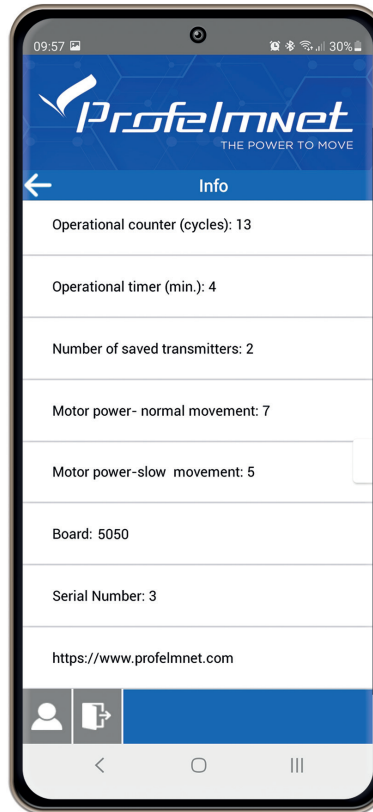 09:57 30%
Profelmnet
THE POWER TO MOVE
Info
Operational counter (cycles): 13
Operational timer (min.): 4
Number of saved transmitters: 2
Motor power- normal movement: 7
Motor power-slow  movement: 5
Board: 5050
Serial Number: 3
https://www.profelmnet.com